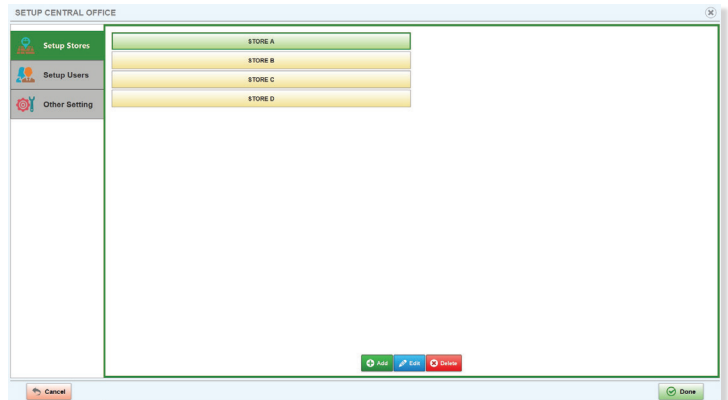 SETUP CENTRAL OFFICE
Setup Stores
Setup Users
Other Setting
STORE A
STORE B
STORE C
STORE D
Add Edit Delete
Cancel Done